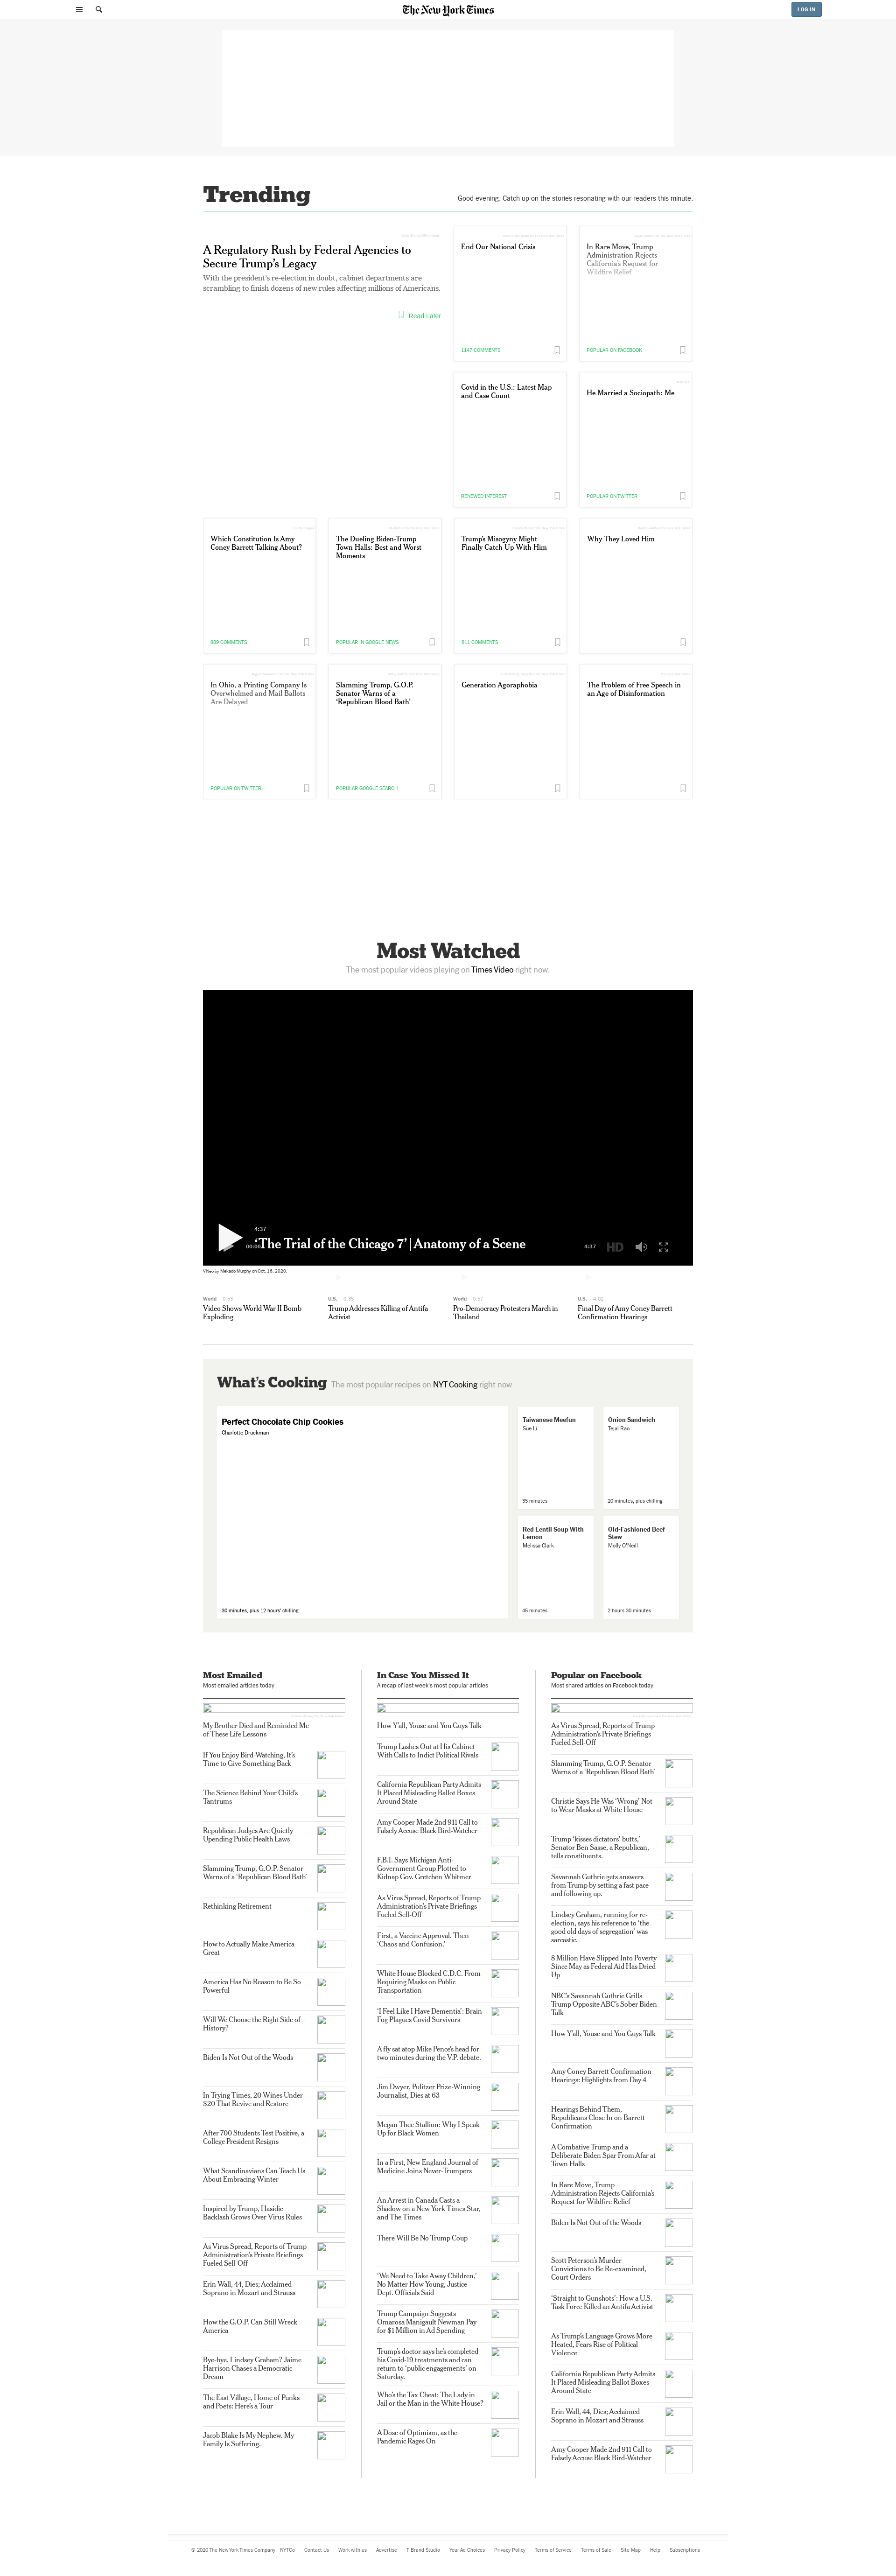 The New York Times
LOG IN
Trending
Good evening. Catch up on the stories resonating with our readers this minute.
A Regulatory Rush by Federal Agencies to
Secure Trump's Legacy
With the president's re-election in doubt, cabinet departments are
scrambling to finish dozens of new rules affecting millions of Americans.
Read Later
End Our National Crisis
1147 COMMENTS
In Rare Move, Trump
Administration Rejects
California's Request for
Wildfire Relief
POPULAR ON FACEBOOK
Covid in the U.S.: Latest Map
and Case Count
RENEWED INTEREST
He Married a Sociopath: Me
POPULAR ON TWITTER
Which Constitution Is Amy
Coney Barrett Talking About?
889 COMMENTS
The Dueling Biden-Trump
Town Halls: Best and Worst
Moments
POPULAR IN GOOGLE NEWS
Trump's Misogyny Might
Finally Catch Up With Him
811 COMMENTS
Why They Loved Him
In Ohio, a Printing Company Is
Overwhelmed and Mail Ballots
Are Delayed
POPULAR ON TWITTER
Slamming Trump, G.O.P.
Senator Warns of a
‘Republican Blood Bath’
POPULAR GOOGLE SEARCH
Generation Agoraphobia
The Problem of Free Speech in
an Age of Disinformation
Most Watched
The most popular videos playing on Times Video right now.
4:37
‘The Trial of the Chicago 7’ | Anatomy of a Scene
00:00
4:37
HD
Mekado Murphy on Oct. 16, 2020.
World 0:53
Video Shows World War II Bomb
Exploding
U.S. 0:35
Trump Addresses Killing of Antifa
Activist
World 0:57
Pro-Democracy Protesters March in
Thailand
U.S. 4:02
Final Day of Amy Coney Barrett
Confirmation Hearings
What's Cooking The most popular recipes on NYT Cooking right now
Perfect Chocolate Chip Cookies
Charlotte Druckman
30 minutes, plus 12 hours' chilling
Taiwanese Meefun
Sue Li
35 minutes
Onion Sandwich
Tejal Rao
20 minutes, plus chilling
Red Lentil Soup With
Lemon
Melissa Clark
45 minutes
Old-Fashioned Beef
Stew
Molly O'Neill
2 hours 30 minutes
Most Emailed
Most emailed articles today
My Brother Died and Reminded Me
of These Life Lessons
If You Enjoy Bird-Watching, It's
Time to Give Something Back
The Science Behind Your Child's
Tantrums
Republican Judges Are Quietly
Upending Public Health Laws
Slamming Trump, G.O.P. Senator
Warns of a ‘Republican Blood Bath’
Rethinking Retirement
How to Actually Make America
Great
America Has No Reason to Be So
Powerful
Will We Choose the Right Side of
History?
Biden Is Not Out of the Woods
In Trying Times, 20 Wines Under
$20 That Revive and Restore
After 700 Students Test Positive, a
College President Resigns
What Scandinavians Can Teach Us
About Embracing Winter
Inspired by Trump, Hasidic
Backlash Grows Over Virus Rules
As Virus Spread, Reports of Trump
Administration's Private Briefings
Fueled Sell-Off
Erin Wall, 44, Dies; Acclaimed
Soprano in Mozart and Strauss
How the G.O.P. Can Still Wreck
America
Bye-bye, Lindsey Graham? Jaime
Harrison Chases a Democratic
Dream
The East Village, Home of Punks
and Poets: Here's a Tour
Jacob Blake Is My Nephew. My
Family Is Suffering.
In Case You Missed It
A recap of last week's most popular articles
How Y'all, Youse and You Guys Talk
Trump Lashes Out at His Cabinet
With Calls to Indict Political Rivals
California Republican Party Admits
It Placed Misleading Ballot Boxes
Around State
Amy Cooper Made 2nd 911 Call to
Falsely Accuse Black Bird-Watcher
F.B.I. Says Michigan Anti-
Government Group Plotted to
Kidnap Gov. Gretchen Whitmer
As Virus Spread, Reports of Trump
Administration's Private Briefings
Fueled Sell-Off
First, a Vaccine Approval. Then
‘Chaos and Confusion.’
White House Blocked C.D.C. From
Requiring Masks on Public
Transportation
‘I Feel Like I Have Dementia’: Brain
Fog Plagues Covid Survivors
A fly sat atop Mike Pence's head for
two minutes during the V.P. debate.
Jim Dwyer, Pulitzer Prize-Winning
Journalist, Dies at 63
Megan Thee Stallion: Why I Speak
Up for Black Women
In a First, New England Journal of
Medicine Joins Never-Trumpers
An Arrest in Canada Casts a
Shadow on a New York Times Star,
and The Times
There Will Be No Trump Coup
‘We Need to Take Away Children,’
No Matter How Young, Justice
Dept. Officials Said
Trump Campaign Suggests
Omarosa Manigault Newman Pay
for $1 Million in Ad Spending
Trump's doctor says he's completed
his Covid-19 treatments and can
return to ‘public engagements’ on
Saturday.
Who's the Tax Cheat: The Lady in
Jail or the Man in the White House?
A Dose of Optimism, as the
Pandemic Rages On
Popular on Facebook
Most shared articles on Facebook today
As Virus Spread, Reports of Trump
Administration's Private Briefings
Fueled Sell-Off
Slamming Trump, G.O.P. Senator
Warns of a ‘Republican Blood Bath’
Christie Says He Was ‘Wrong’ Not
to Wear Masks at White House
Trump ‘kisses dictators’ butts,’
Senator Ben Sasse, a Republican,
tells constituents.
Savannah Guthrie gets answers
from Trump by setting a fast pace
and following up.
Lindsey Graham, running for re-
election, says his reference to ‘the
good old days of segregation’ was
sarcastic.
8 Million Have Slipped Into Poverty
Since May as Federal Aid Has Dried
Up
NBC's Savannah Guthrie Grills
Trump Opposite ABC's Sober Biden
Talk
How Y'all, Youse and You Guys Talk
Amy Coney Barrett Confirmation
Hearings: Highlights from Day 4
Hearings Behind Them,
Republicans Close In on Barrett
Confirmation
A Combative Trump and a
Deliberate Biden Spar From Afar at
Town Halls
In Rare Move, Trump
Administration Rejects California's
Request for Wildfire Relief
Biden Is Not Out of the Woods
Scott Peterson's Murder
Convictions to Be Re-examined,
Court Orders
‘Straight to Gunshots’: How a U.S.
Task Force Killed an Antifa Activist
As Trump's Language Grows More
Heated, Fears Rise of Political
Violence
California Republican Party Admits
It Placed Misleading Ballot Boxes
Around State
Erin Wall, 44, Dies; Acclaimed
Soprano in Mozart and Strauss
Amy Cooper Made 2nd 911 Call to
Falsely Accuse Black Bird-Watcher
© 2020 The New York Times Company NYTCo Contact Us Work with us Advertise T Brand Studio Your Ad Choices Privacy Policy Terms of Service Terms of Sale Site Map Help Subscriptions